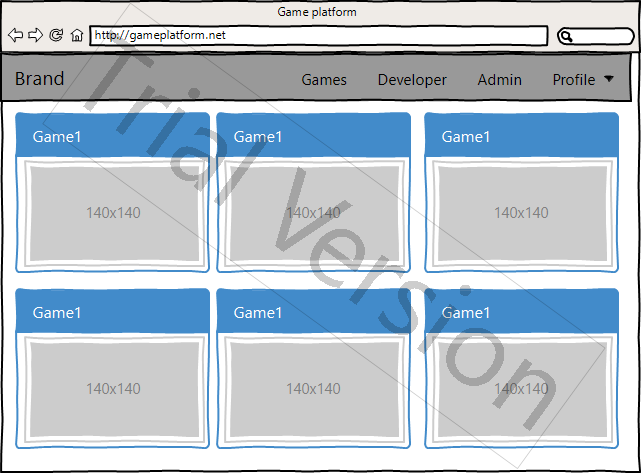 Game platform
http://gameplatform.net
Brand Games Developer Admin Profile
Game1 Game1 Game1
140x140 140x140 140x140
Game1 Game1 Game1
140x140 140x140 140x140
Trial Version